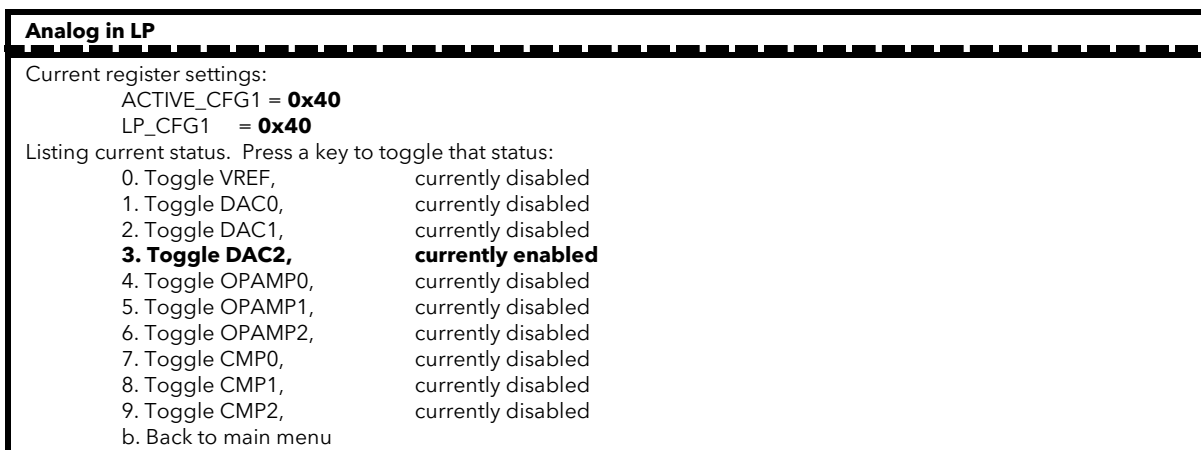 Analog in LP
Current register settings:
ACTIVE_CFG1 = 0x40
LP_CFG1 = 0x40
Listing current status. Press a key to toggle that status:
0. Toggle VREF, currently disabled
1. Toggle DAC0, currently disabled
2. Toggle DAC1, currently disabled
3. Toggle DAC2, currently enabled
4. Toggle OPAMP0, currently disabled
5. Toggle OPAMP1, currently disabled
6. Toggle OPAMP2, currently disabled
7. Toggle CMP0, currently disabled
8. Toggle CMP1, currently disabled
9. Toggle CMP2, currently disabled
b. Back to main menu